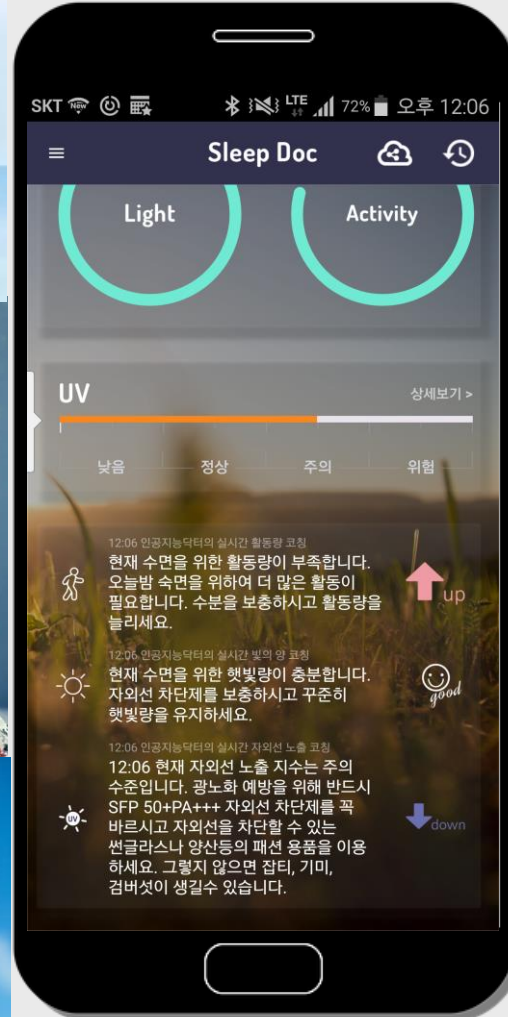 SKT New LTE 72% 오후 12:06
Sleep Doc
Light Activity
UV 상세보기 >
낮음 정상 주의 위험
12:06 인공지능닥터의 실시간 활동량 코칭
현재 수면을 위한 활동량이 부족합니다.
오늘밤 숙면을 위하여 더 많은 활동이
필요합니다. 수분을 보충하시고 활동량을
늘리세요.
up
12:06 인공지능닥터의 실시간 빛의 양 코칭
현재 수면을 위한 햇빛량이 충분합니다.
자외선 차단제를 보충하시고 꾸준히
햇빛량을 유지하세요.
good
12:06 인공지능닥터의 실시간 자외선 노출 코칭
12:06 현재 자외선 노출 지수는 주의
수준입니다. 광노화 예방을 위해 반드시
SFP 50+PA+++ 자외선 차단제를 꼭
바르시고 자외선을 차단할 수 있는
썬글라스나 양산등의 패션 용품을 이용
하세요. 그렇지 않으면 잡티, 기미,
검버섯이 생길수 있습니다.
UV
down